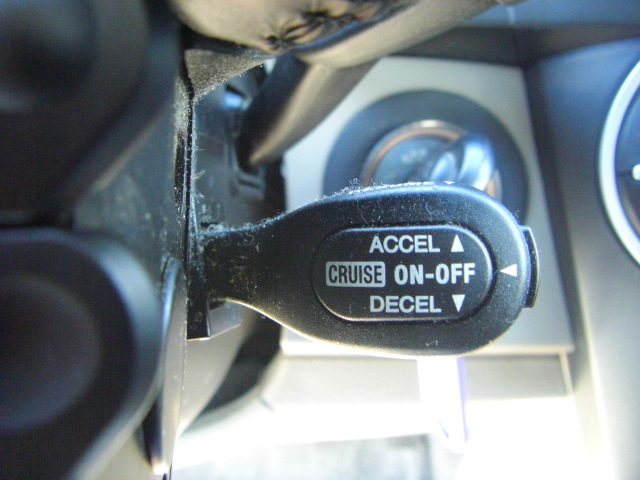 ACCEL ▲
CRUISE ON-OFF ◀
DECEL ▼